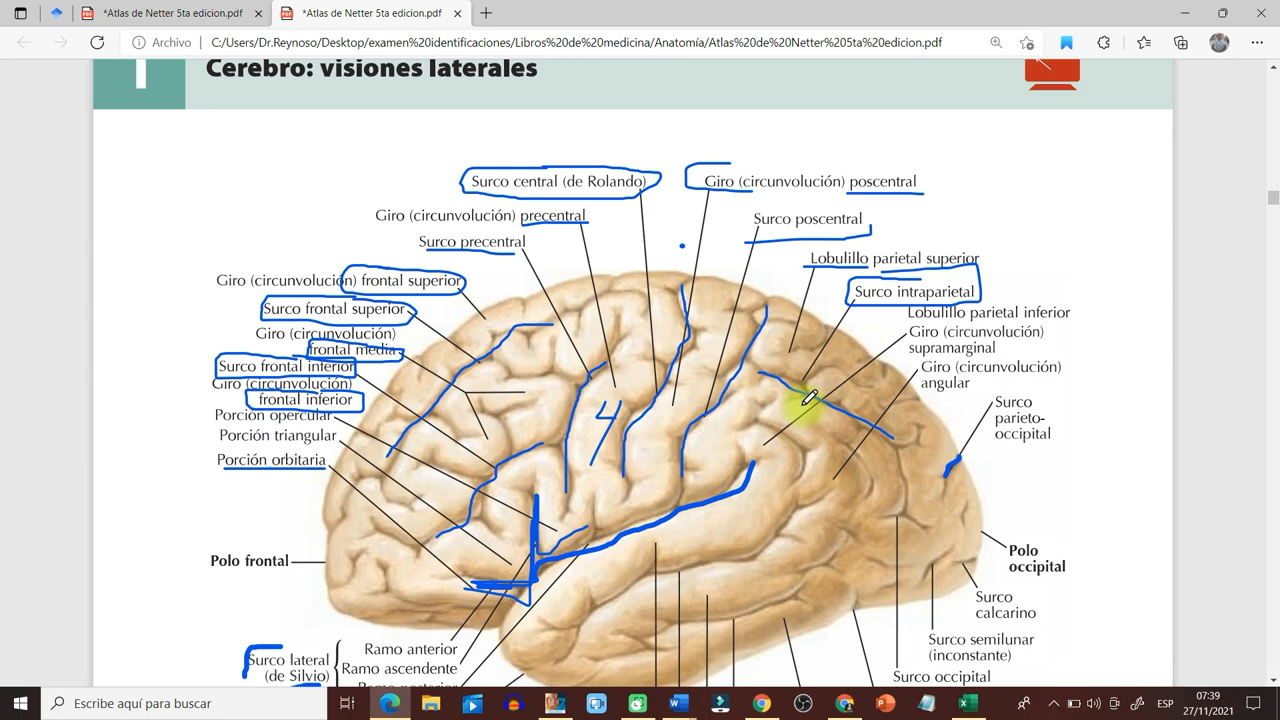 *Atlas de Netter 5ta edicion.pdf
*Atlas de Netter 5ta edicion.pdf
Archivo
C:/Users/Dr.Reynoso/Desktop/examen%20identificaciones/Libros%20de%20medicina/Anatomía/Atlas%20de%20Netter%205ta%20edicion.pdf
1
Cerebro: visiones laterales
Surco central (de Rolando)
Giro (circunvolución) poscentral
Giro (circunvolución) precentral
Surco poscentral
Surco precentral
Lobulillo parietal superior
Giro (circunvolución) frontal superior
Surco intraparietal
Surco frontal superior
Lobulillo parietal inferior
Giro (circunvolución)
frontal media
Giro (circunvolución)
supramarginal
Surco frontal inferior
Giro (circunvolución)
angular
Giro (circunvolución)
frontal inferior
Surco
parieto-
occipital
Porción opercular
4
Porción triangular
Porción orbitaria
Polo frontal
Polo
occipital
Surco
calcarino
Surco semilunar
(inconstante)
Surco occipital
Surco lateral
(de Silvio)
Ramo anterior
Ramo ascendente
Ramo posterior
Escribe aquí para buscar
ESP
07:39
27/11/2021